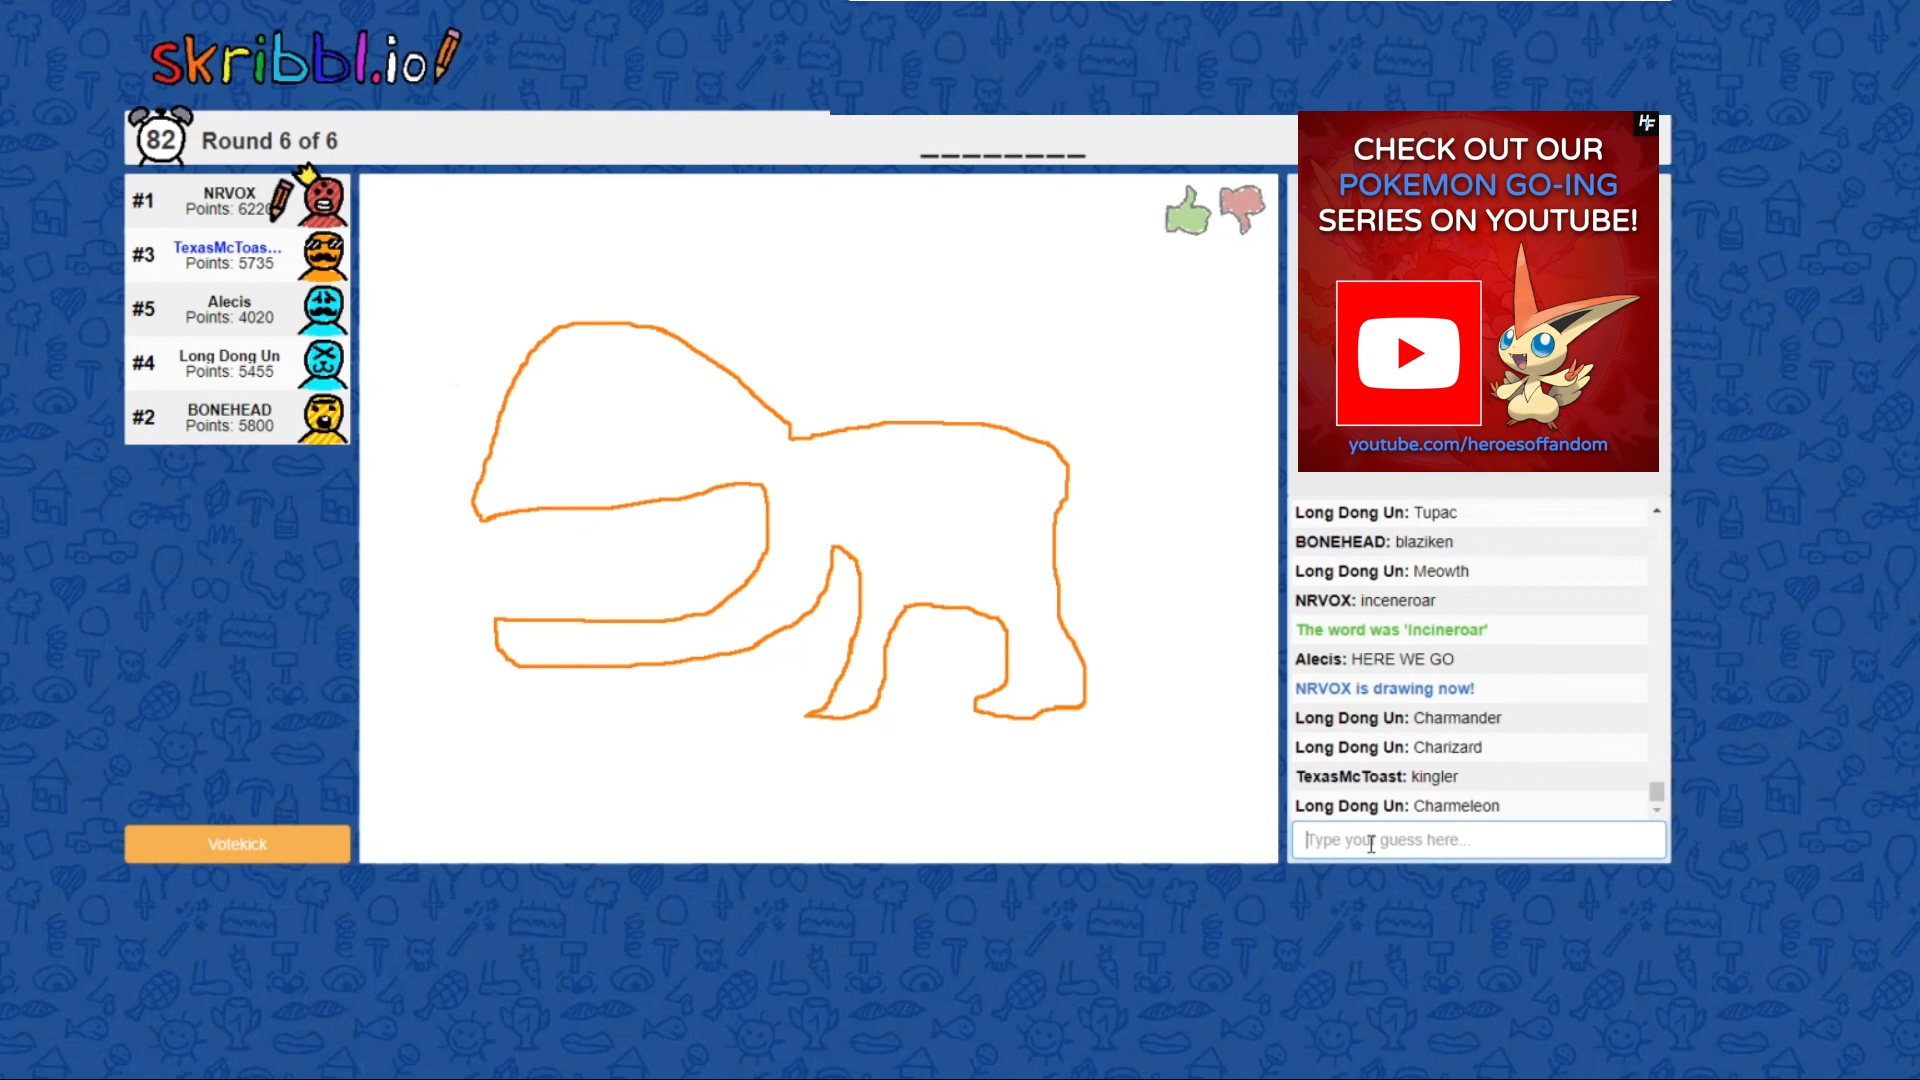 skribbl.io
82
Round 6 of 6
________
#1 NRVOX
Points: 6220
#3 TexasMcToas...
Points: 5735
#5 Alecis
Points: 4020
#4 Long Dong Un
Points: 5455
#2 BONEHEAD
Points: 5800
Votekick
HF
CHECK OUT OUR
POKEMON GO-ING
SERIES ON YOUTUBE!
youtube.com/heroesoffandom
Long Dong Un: Tupac
BONEHEAD: blaziken
Long Dong Un: Meowth
NRVOX: inceneroar
The word was 'Incineroar'
Alecis: HERE WE GO
NRVOX is drawing now!
Long Dong Un: Charmander
Long Dong Un: Charizard
TexasMcToast: kingler
Long Dong Un: Charmeleon
Type your guess here...